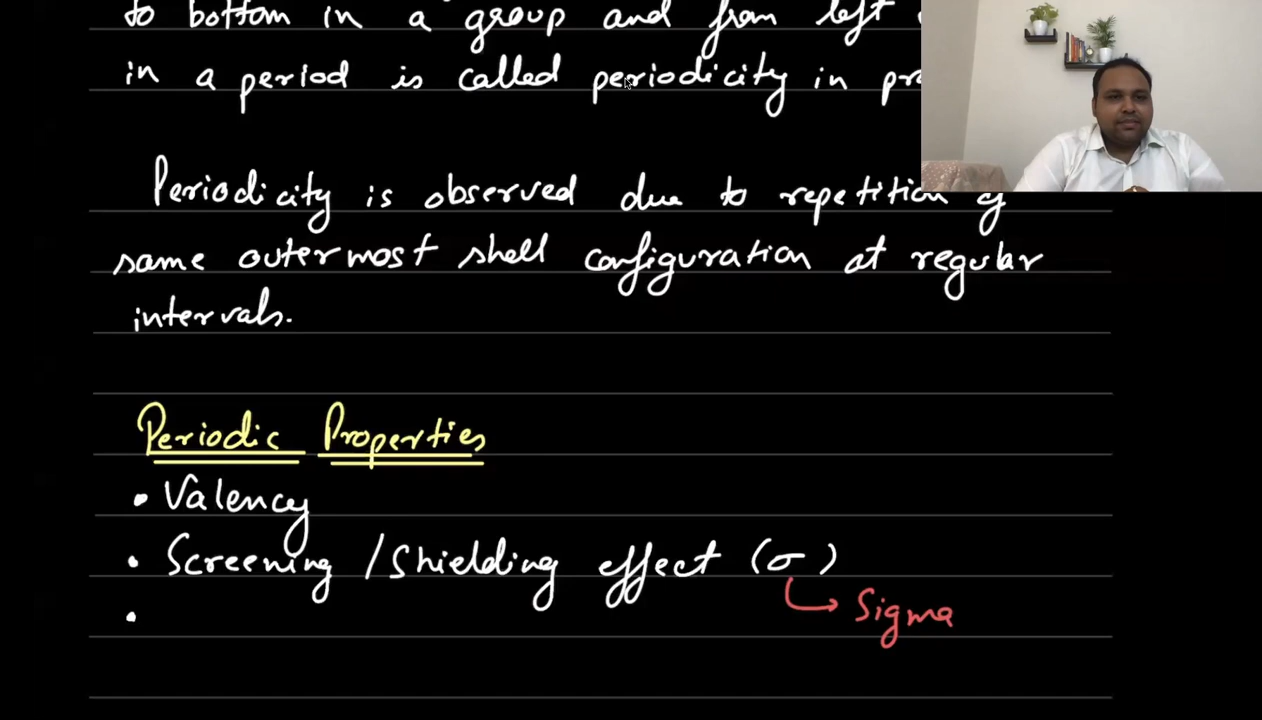 to bottom in a group and from left
in a period is called periodicity in
Periodicity is observed due to repetition of
same outermost shell configuration at regular
intervals.
Periodic Properties
• Valency
• Screening / Shielding effect (σ)
Sigma
•